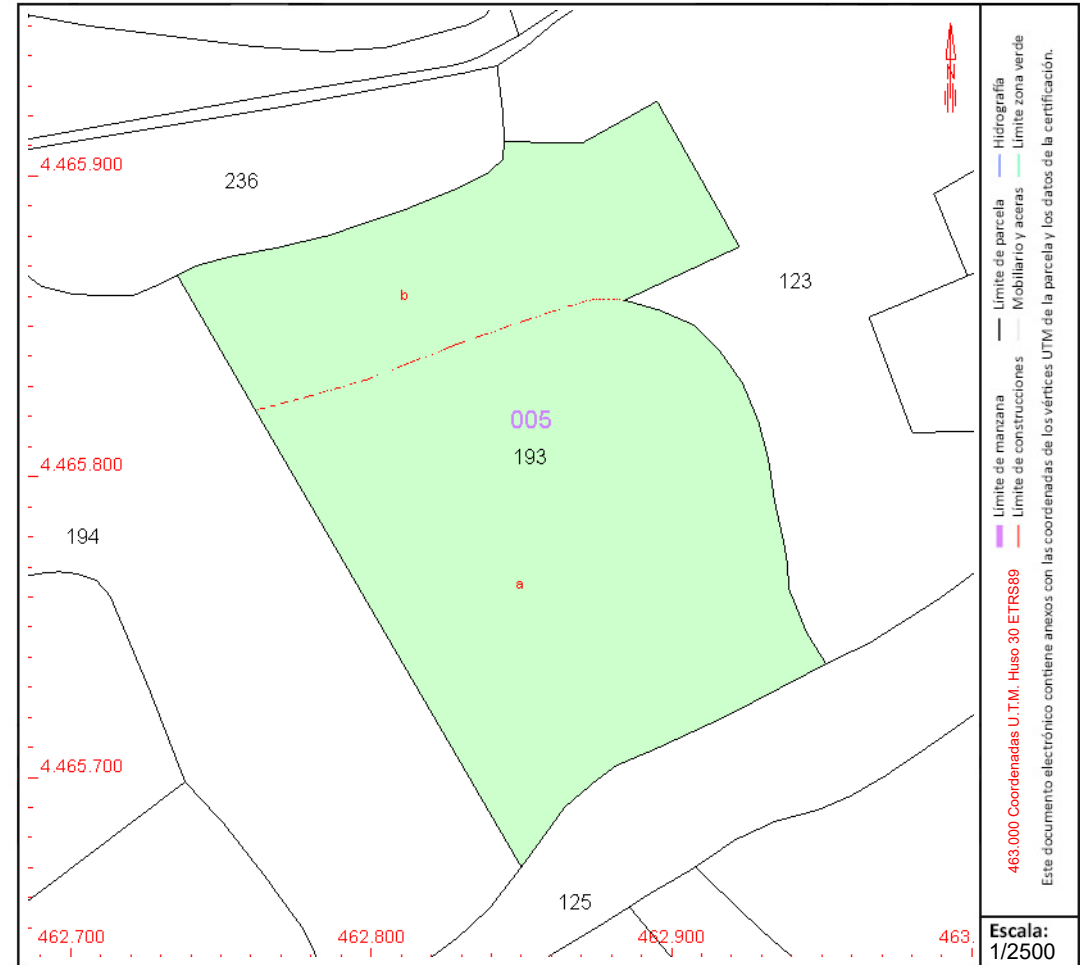 4.465.900
236
b
123
005
193
4.465.800
194
a
4.465.700
125
462.700
462.800
462.900
463.
N
Hidrografía
Límite zona verde
Límite de parcela
Mobiliario y aceras
Límite de manzana
Límite de construcciones
463.000 Coordenadas U.T.M. Huso 30 ETRS89
Este documento electrónico contiene anexos con las coordenadas de los vértices UTM de la parcela y los datos de la certificación.
Escala:
1/2500